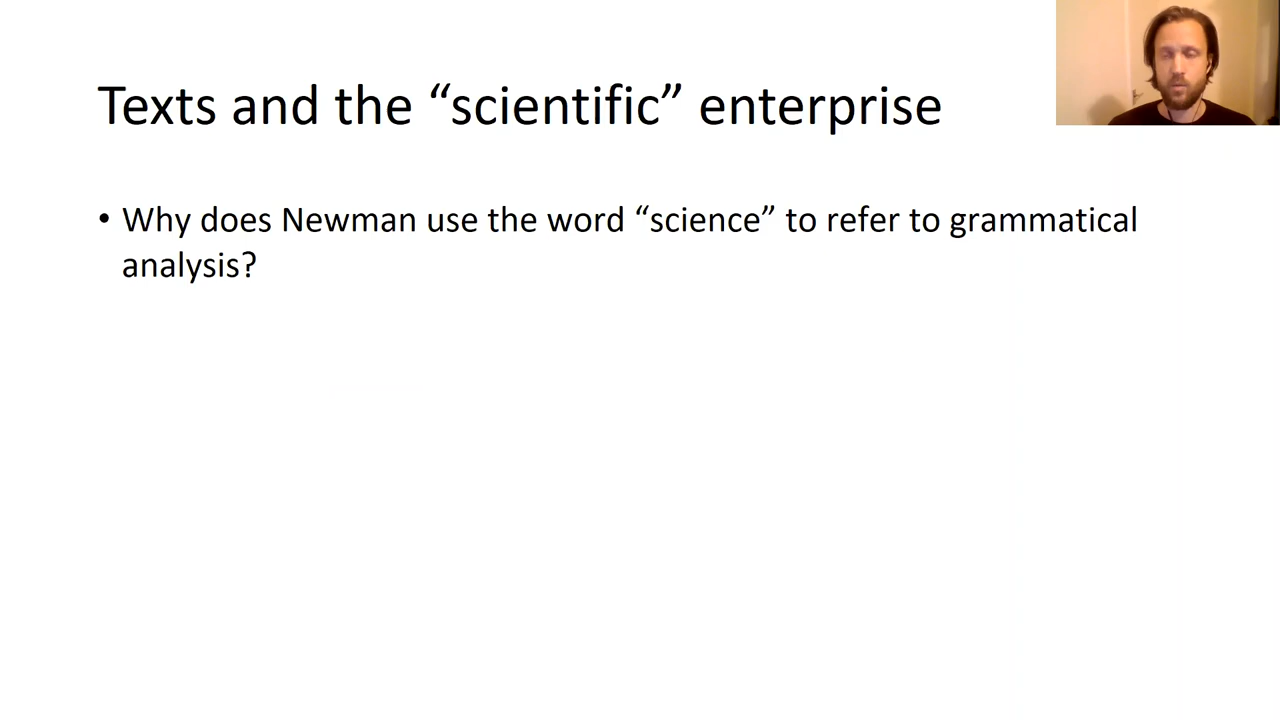 Texts and the “scientific” enterprise
• Why does Newman use the word “science” to refer to grammatical
analysis?